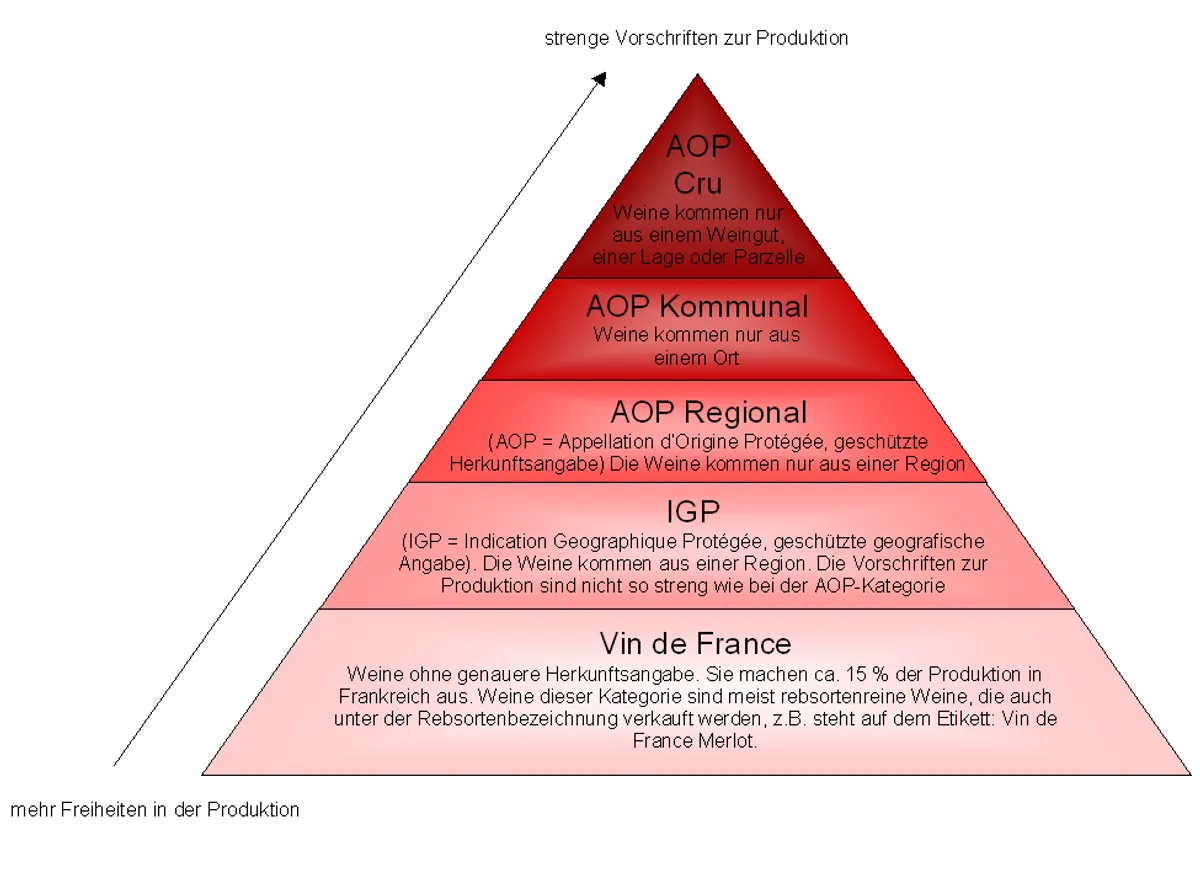 strenge Vorschriften zur Produktion
AOP
Cru
Weine kommen nur
aus einem Weingut,
einer Lage oder Parzelle
AOP Kommunal
Weine kommen nur aus
einem Ort
AOP Regional
(AOP = Appellation d'Origine Protégée, geschützte
Herkunftsangabe) Die Weine kommen nur aus einer Region
IGP
(IGP = Indication Geographique Protégée, geschützte geografische
Angabe). Die Weine kommen aus einer Region. Die Vorschriften zur
Produktion sind nicht so streng wie bei der AOP-Kategorie
Vin de France
Weine ohne genauere Herkunftsangabe. Sie machen ca. 15 % der Produktion in
Frankreich aus. Weine dieser Kategorie sind meist rebsortenreine Weine, die auch
unter der Rebsortenbezeichnung verkauft werden, z.B. steht auf dem Etikett: Vin de
France Merlot.
mehr Freiheiten in der Produktion